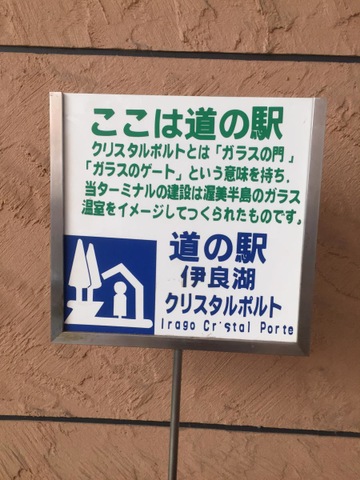 ここは道の駅
クリスタルポルトとは「ガラスの門」
「ガラスのゲート」という意味を持ち．
当ターミナルの建設は渥美半島のガラス
温室をイメージしてつくられたものです。
道の駅
伊良湖
クリスタルポルト
Irago Cristal Porte